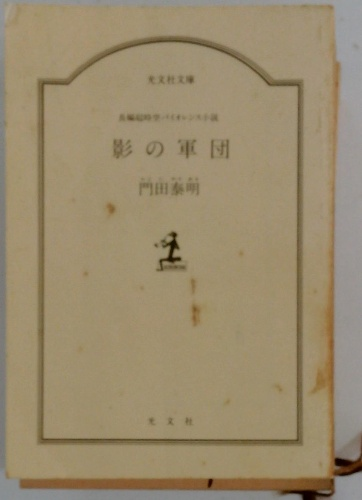 光文社文庫
長編超時空バイオレンス小説
影の軍団
門田泰明
光文社